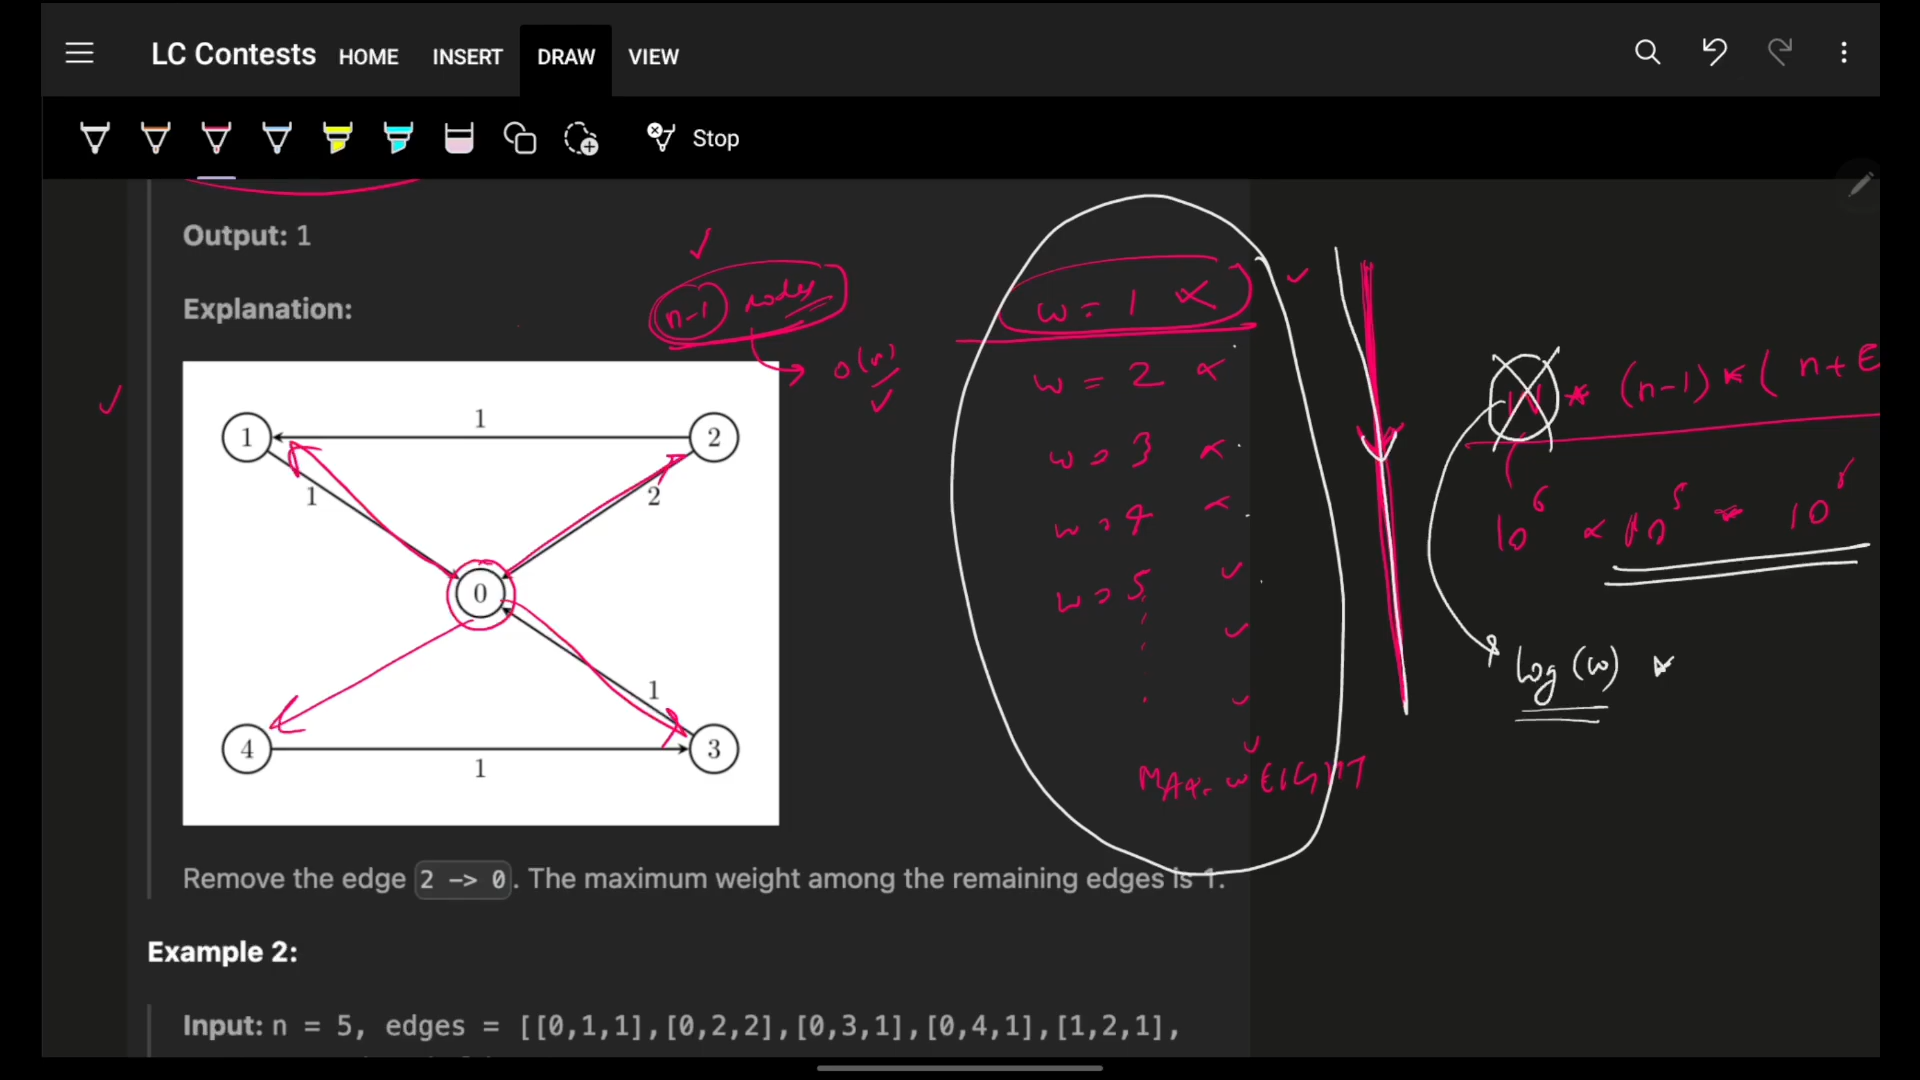 LC Contests HOME INSERT DRAW VIEW
Stop
Output: 1
Explanation:
n-1 nodes
O(n)
1 2
1
1 2
0
1
4 3
1
w = 1 ×
w = 2 ×
w = 3 ×
w = 4 ×
w = 5
MAX. WEIGHT
W * (n-1) * ( n+E
10^6 × 10^5
log(w) *
Remove the edge 2 -> 0. The maximum weight among the remaining edges is 1.
Example 2:
Input: n = 5, edges = [[0,1,1],[0,2,2],[0,3,1],[0,4,1],[1,2,1],